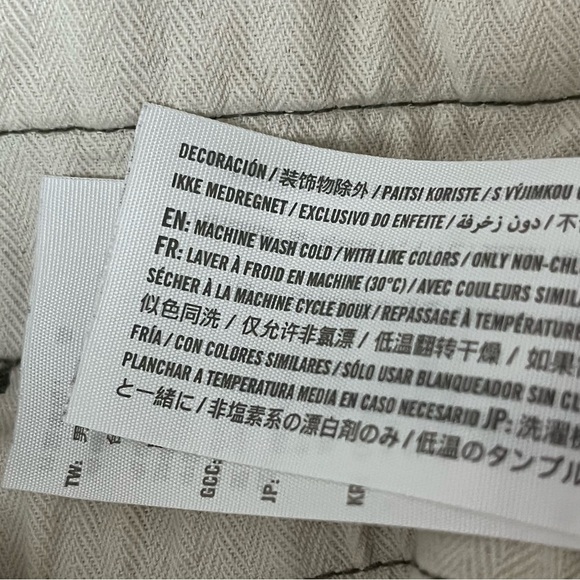 DECORACIÓN / 装饰物除外 / PAITSI KORISTE / S VÝJIMKOU
IKKE MEDREGNET / EXCLUSIVO DO ENFEITE / دون زخرفة / 不
EN: MACHINE WASH COLD / WITH LIKE COLORS / ONLY NON-CHL
FR: LAVER À FROID EN MACHINE (30°C) / AVEC COULEURS SIMIL
SÉCHER À LA MACHINE CYCLE DOUX / REPASSAGE À TEMPÉRATURE
似色同洗 / 仅允许非氯漂 / 低温翻转干燥 / 如果
FRÍA / CON COLORES SIMILARES / SÓLO USAR BLANQUEADOR SIN CL
PLANCHAR A TEMPERATURA MEDIA EN CASO NECESARIO JP: 洗濯
と一緒に / 非塩素系の漂白剤のみ / 低温のタンブル
TW:
GCC:
JP: